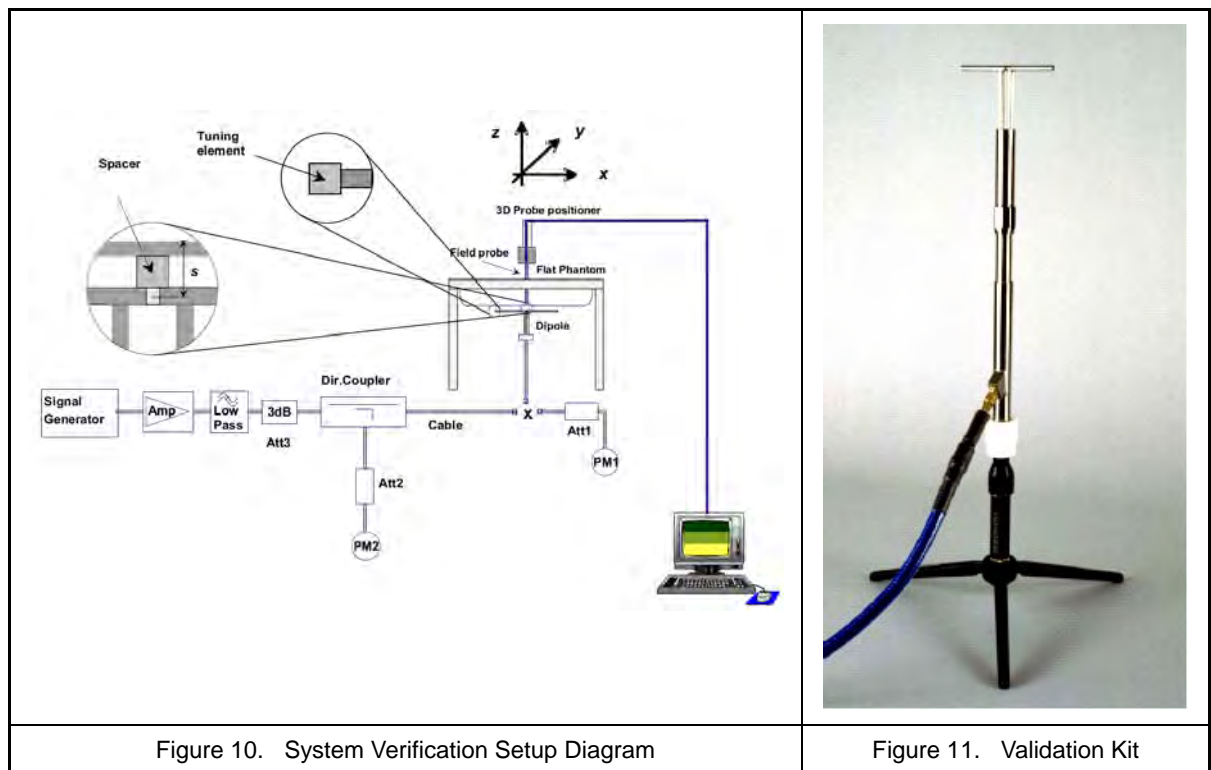 z
y
x
Tuning
element
Spacer
s
3D Probe positioner
Field probe
Flat Phantom
Dipole
Dir.Coupler
Signal
Generator
Amp
Low
Pass
3dB
Att3
Cable
x
Att1
PM1
Att2
PM2
Figure 10. System Verification Setup Diagram
Figure 11. Validation Kit